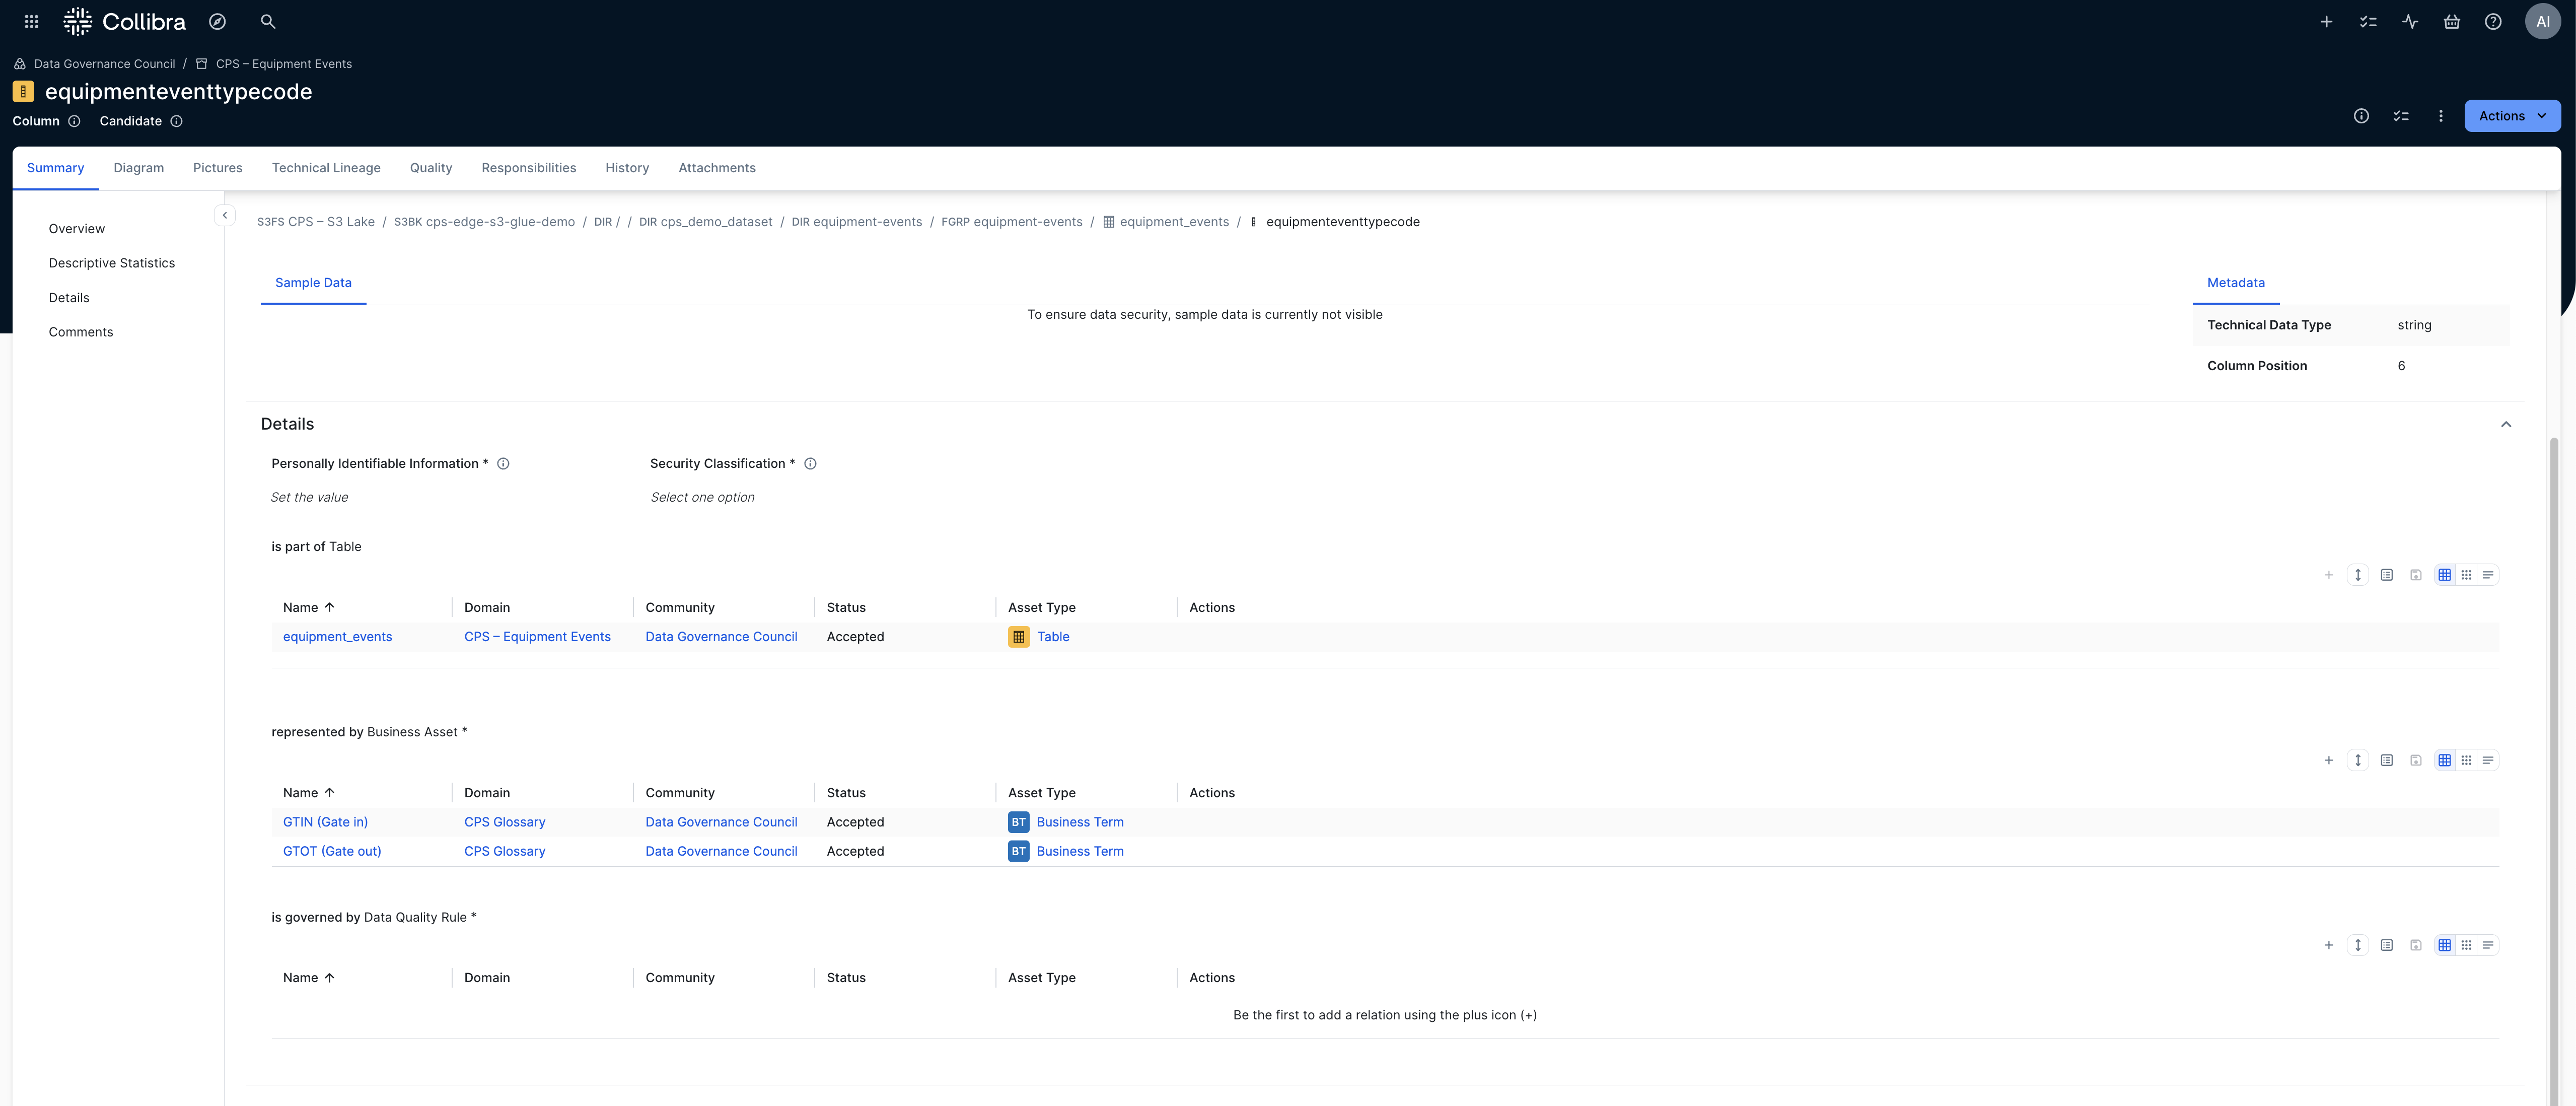 Collibra
AI
Data Governance Council / CPS – Equipment Events
equipmenteventtypecode
Column Candidate
Actions
Summary Diagram Pictures Technical Lineage Quality Responsibilities History Attachments
Overview
Descriptive Statistics
Details
Comments
S3FS CPS – S3 Lake / S3BK cps-edge-s3-glue-demo / DIR / / DIR cps_demo_dataset / DIR equipment-events / FGRP equipment-events / equipment_events / equipmenteventtypecode
Sample Data
To ensure data security, sample data is currently not visible
Metadata
Technical Data Type string
Column Position 6
Details
Personally Identifiable Information * Security Classification *
Set the value Select one option
is part of Table
Name Domain Community Status Asset Type Actions
equipment_events CPS – Equipment Events Data Governance Council Accepted Table
represented by Business Asset *
Name Domain Community Status Asset Type Actions
GTIN (Gate in) CPS Glossary Data Governance Council Accepted BT Business Term
GTOT (Gate out) CPS Glossary Data Governance Council Accepted BT Business Term
is governed by Data Quality Rule *
Name Domain Community Status Asset Type Actions
Be the first to add a relation using the plus icon (+)